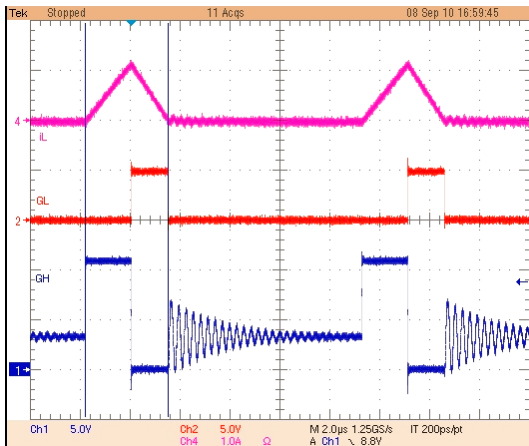 Tek Stopped 11 Acqs 08 Sep 10 16:59:45
4
iL
GL
2
GH
1
Ch1 5.0V Ch2 5.0V M 2.0µs 1.25GS/s IT 200ps/pt
Ch4 1.0A Ω A Ch1 ↘ 8.8V